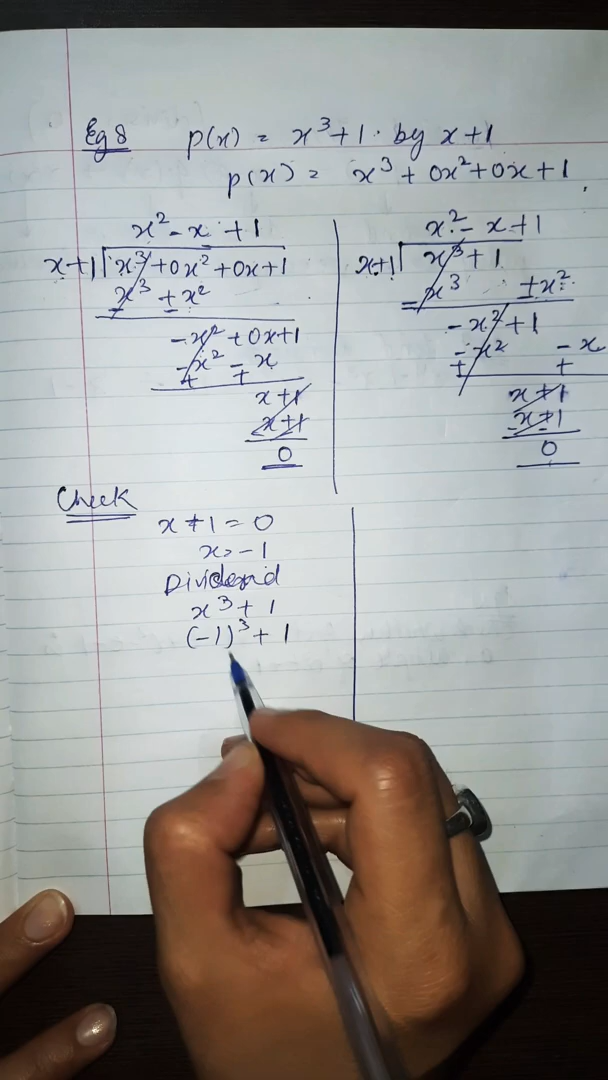 Eg 8 p(x) = x³+1. by x+1
p(x) = x³ + 0x² + 0x + 1
x² - x + 1
x+1 | x³ + 0x² + 0x + 1
- x³ ± x²
- x² + 0x + 1
- x² - x
+ +
x + 1
- x ± 1
0
x² - x + 1
x+1 | x³ + 1
- x³ ± x²
- x² + 1
- x² - x
+ +
x + 1
- x ± 1
0
Check
x + 1 = 0
x = -1
Dividend
x³ + 1
(-1)³ + 1